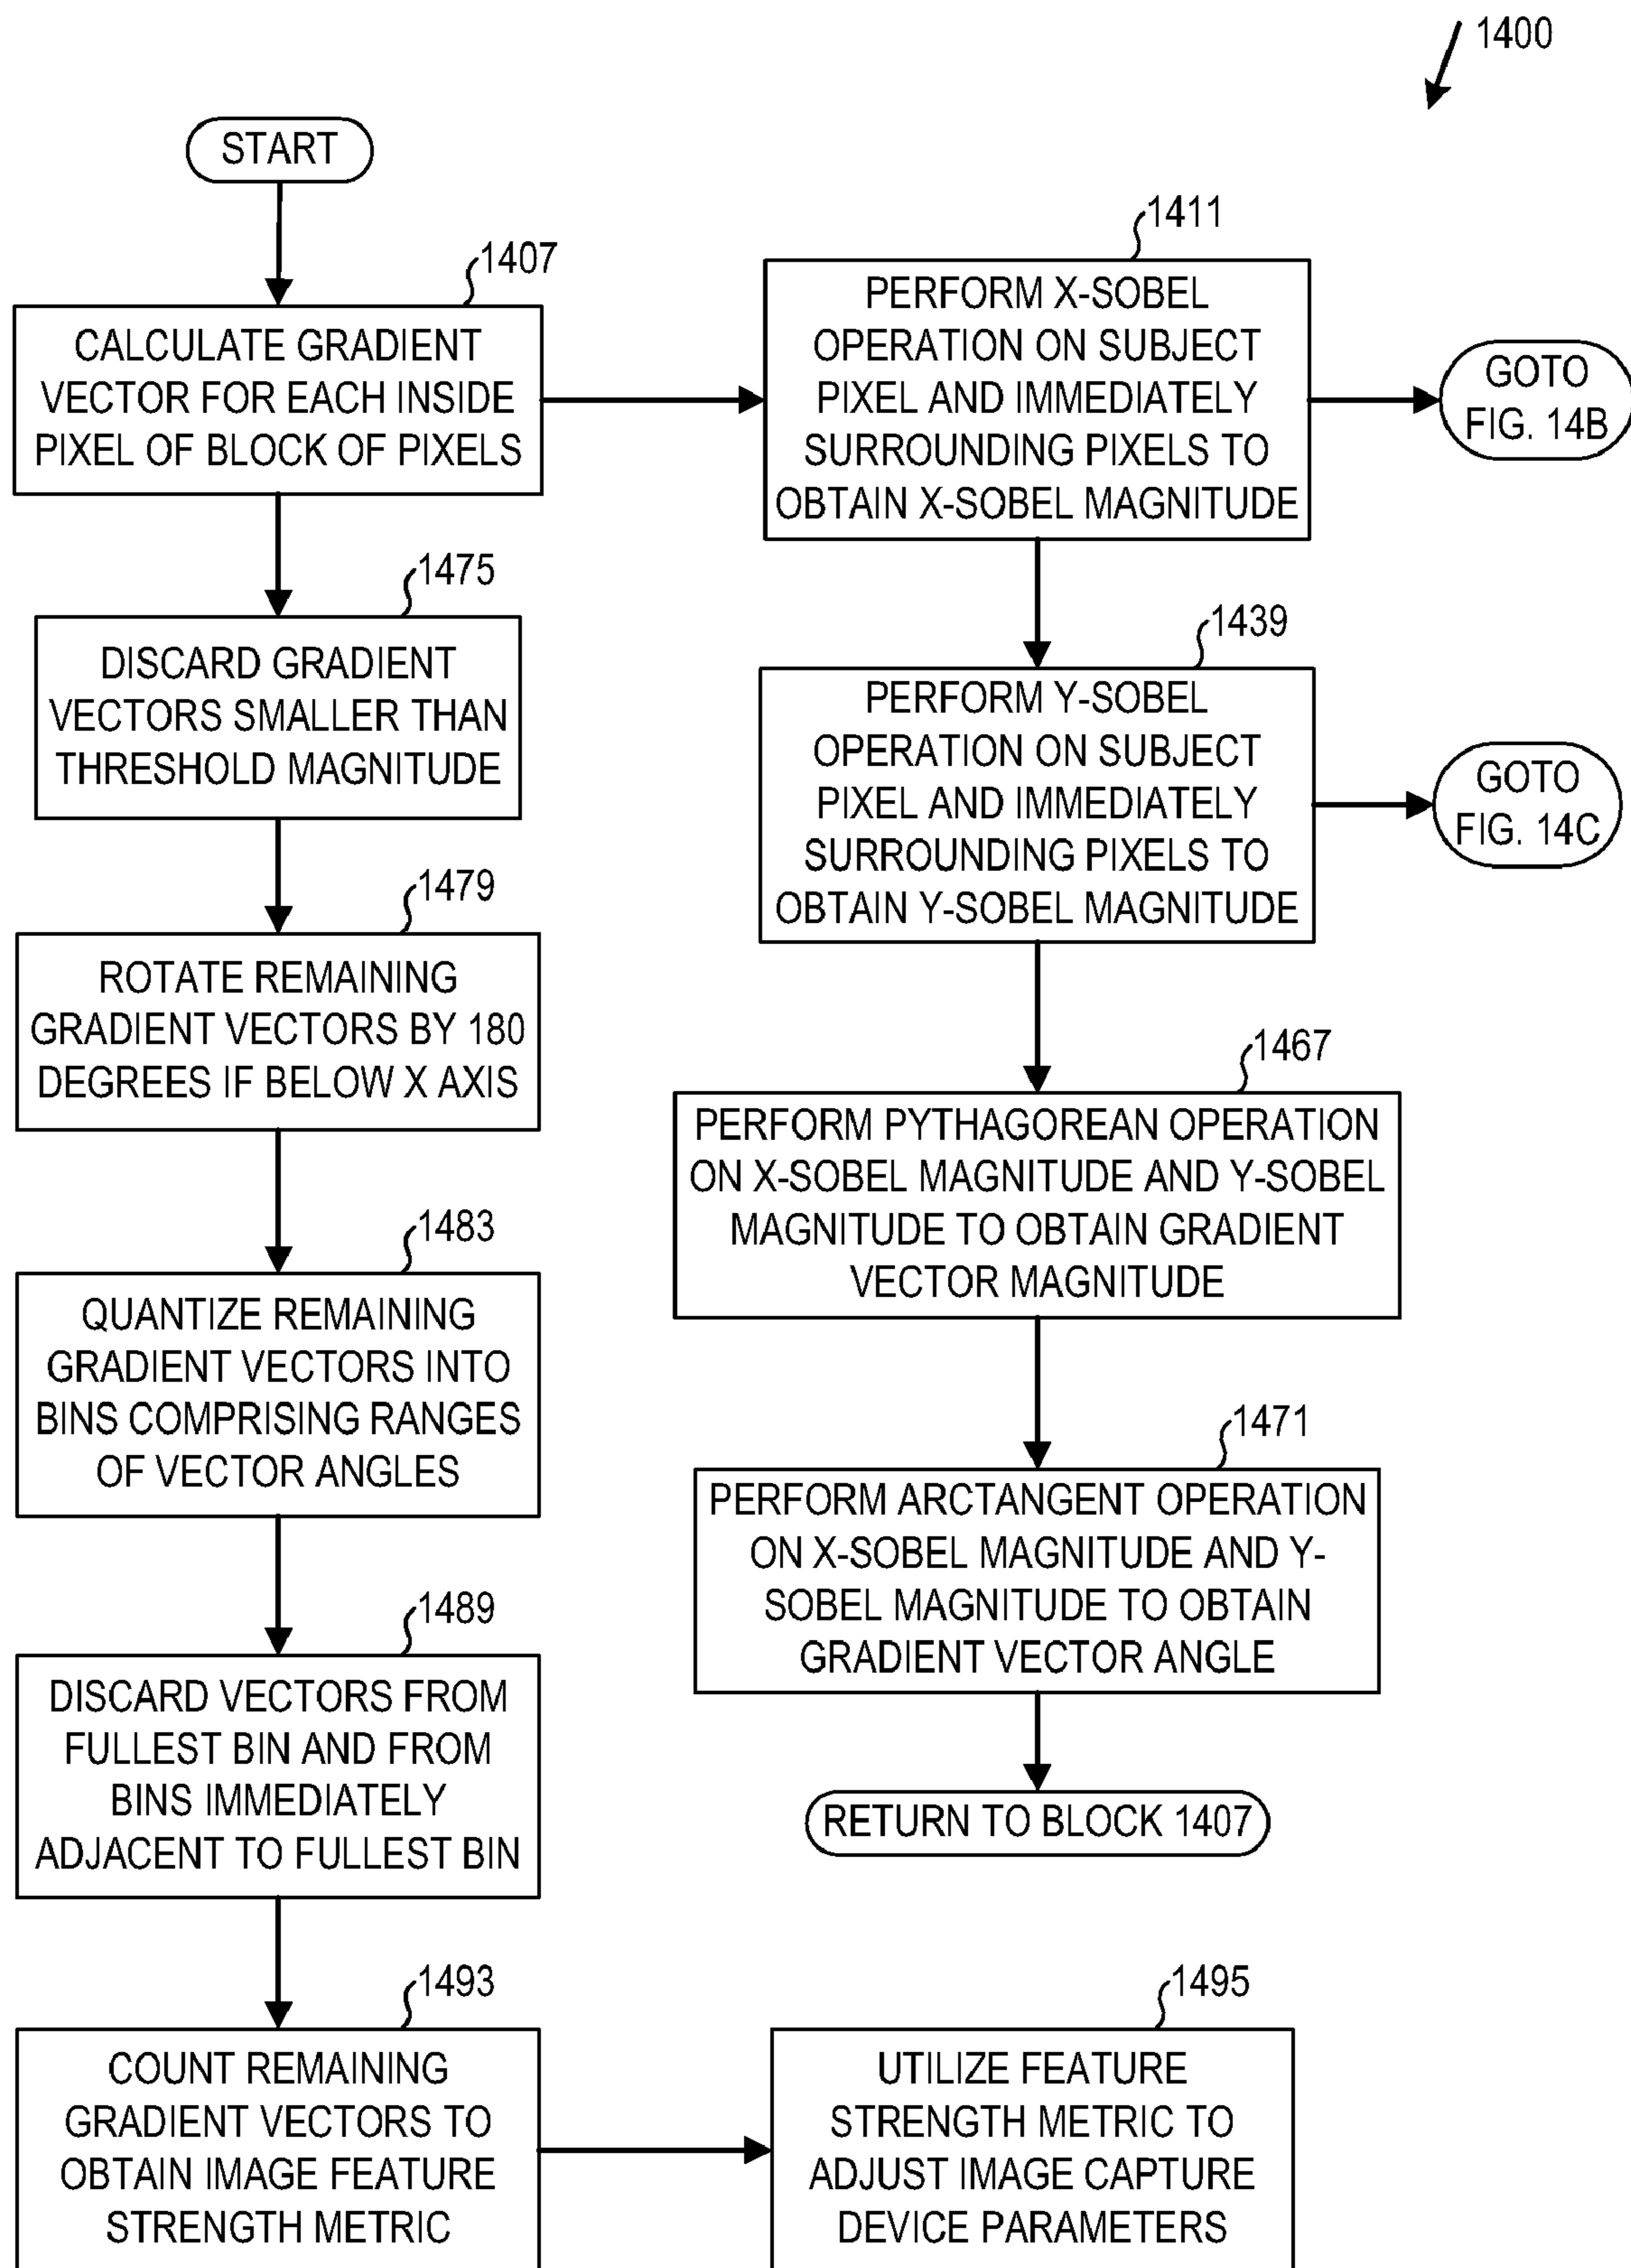 1400
START
1407
CALCULATE GRADIENT
VECTOR FOR EACH INSIDE
PIXEL OF BLOCK OF PIXELS
1475
DISCARD GRADIENT
VECTORS SMALLER THAN
THRESHOLD MAGNITUDE
1479
ROTATE REMAINING
GRADIENT VECTORS BY 180
DEGREES IF BELOW X AXIS
1483
QUANTIZE REMAINING
GRADIENT VECTORS INTO
BINS COMPRISING RANGES
OF VECTOR ANGLES
1489
DISCARD VECTORS FROM
FULLEST BIN AND FROM
BINS IMMEDIATELY
ADJACENT TO FULLEST BIN
1493
COUNT REMAINING
GRADIENT VECTORS TO
OBTAIN IMAGE FEATURE
STRENGTH METRIC
1411
PERFORM X-SOBEL
OPERATION ON SUBJECT
PIXEL AND IMMEDIATELY
SURROUNDING PIXELS TO
OBTAIN X-SOBEL MAGNITUDE
GOTO
FIG. 14B
1439
PERFORM Y-SOBEL
OPERATION ON SUBJECT
PIXEL AND IMMEDIATELY
SURROUNDING PIXELS TO
OBTAIN Y-SOBEL MAGNITUDE
GOTO
FIG. 14C
1467
PERFORM PYTHAGOREAN OPERATION
ON X-SOBEL MAGNITUDE AND Y-SOBEL
MAGNITUDE TO OBTAIN GRADIENT
VECTOR MAGNITUDE
1471
PERFORM ARCTANGENT OPERATION
ON X-SOBEL MAGNITUDE AND Y-
SOBEL MAGNITUDE TO OBTAIN
GRADIENT VECTOR ANGLE
RETURN TO BLOCK 1407
1495
UTILIZE FEATURE
STRENGTH METRIC TO
ADJUST IMAGE CAPTURE
DEVICE PARAMETERS